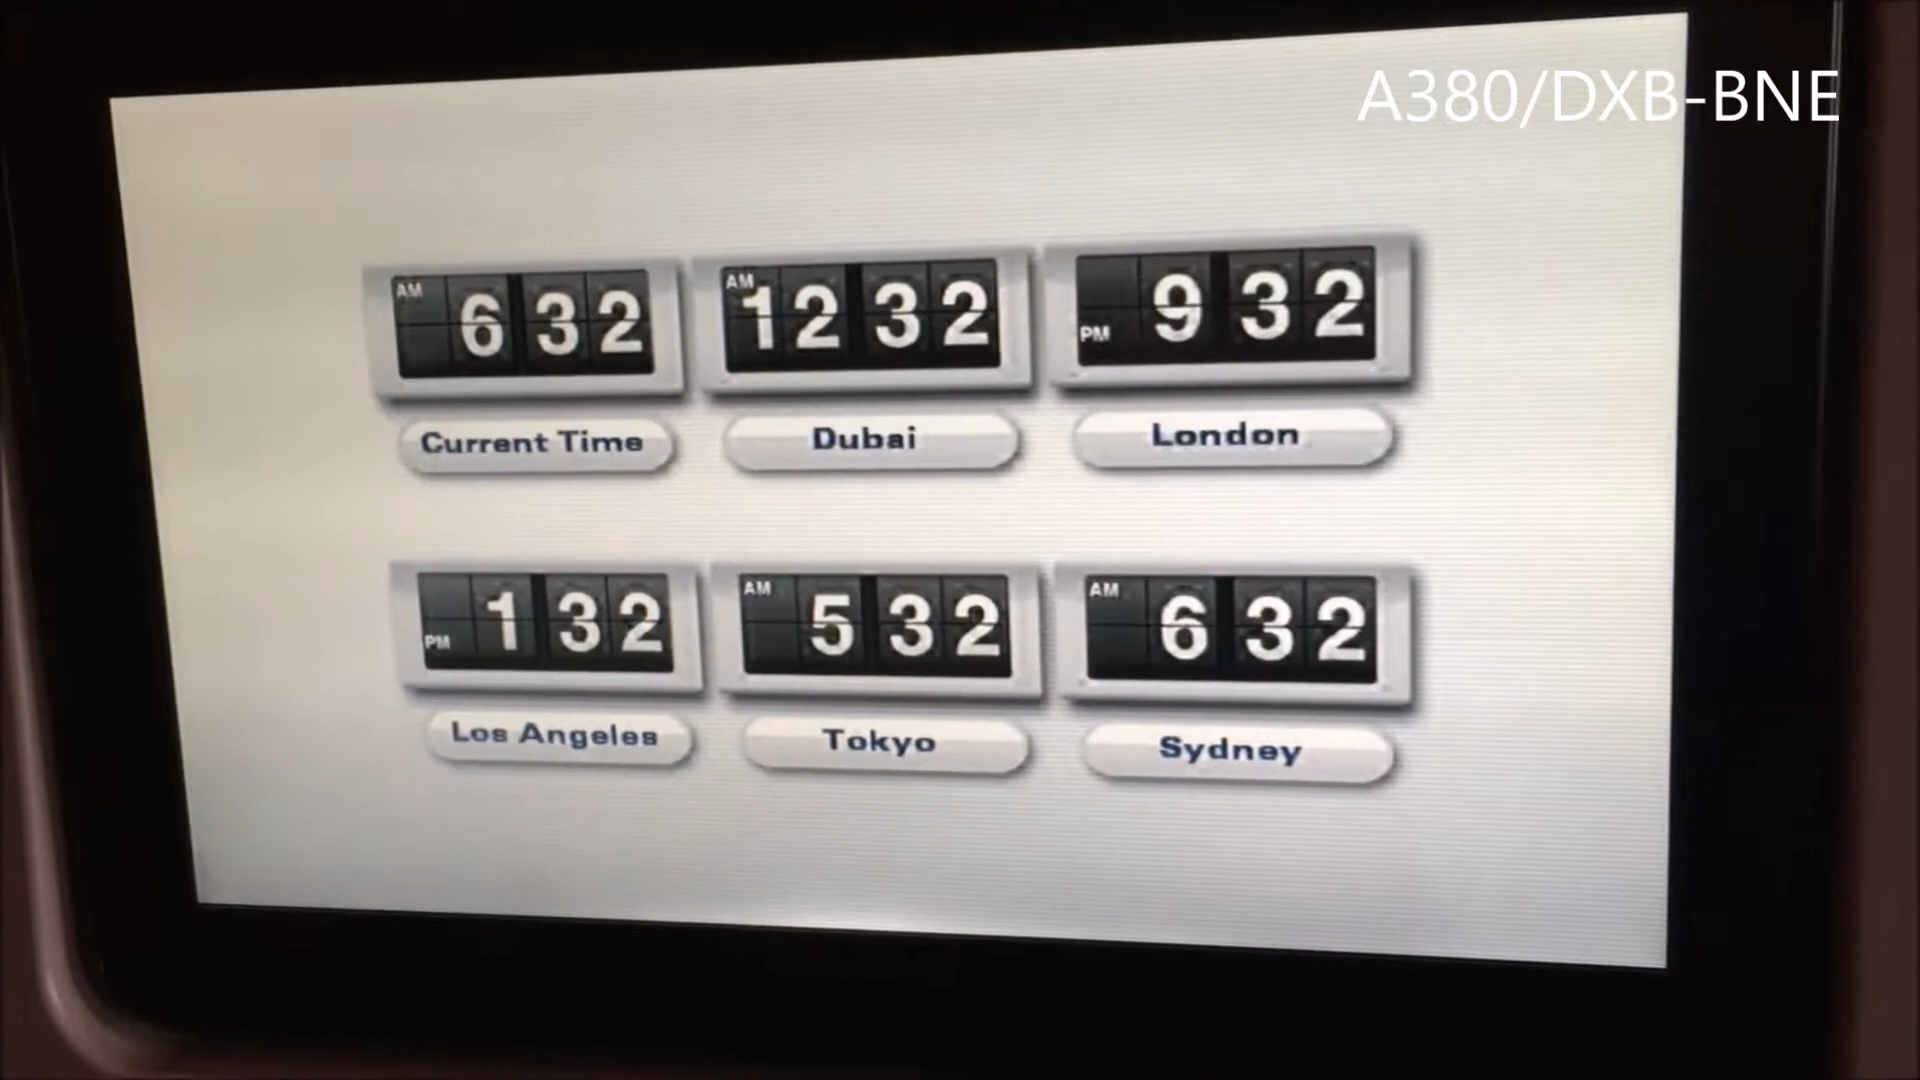 A380/DXB-BNE
AM 6 32
AM 12 32
PM 9 32
Current Time
Dubai
London
PM 1 32
AM 5 32
AM 6 32
Los Angeles
Tokyo
Sydney